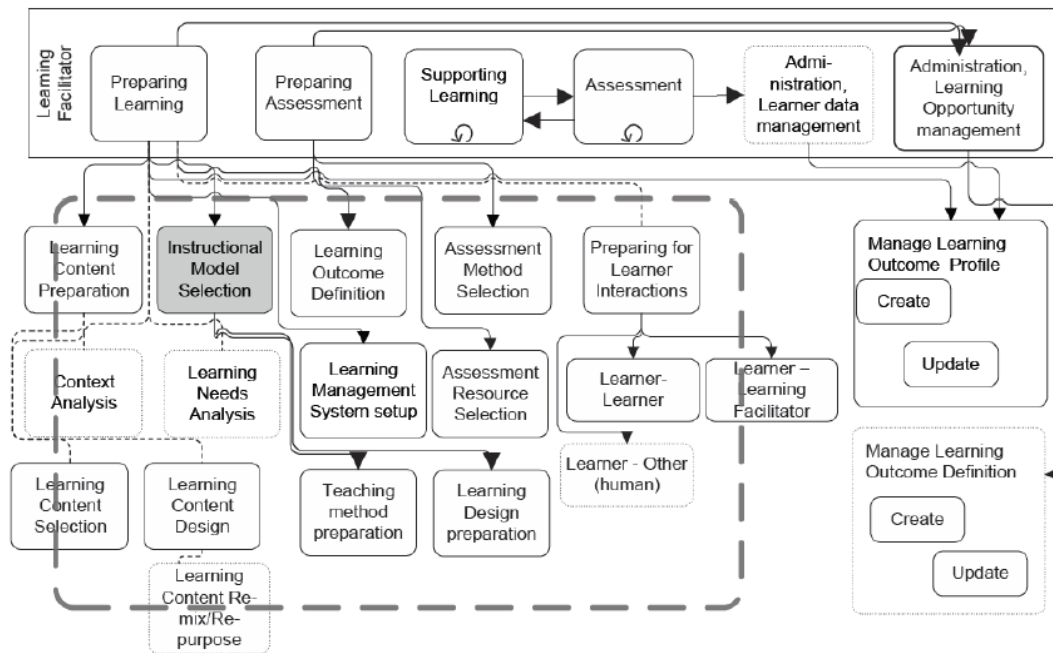 Learning
Facilitator
Preparing
Learning
Preparing
Assessment
Supporting
Learning
Assessment
Admi-
nistration,
Learner data
management
Administration,
Learning
Opportunity
management
Learning
Content
Preparation
Instructional
Model
Selection
Learning
Outcome
Definition
Assessment
Method
Selection
Preparing for
Learner
Interactions
Manage Learning
Outcome Profile
Create
Update
Context
Analysis
Learning
Needs
Analysis
Learning
Management
System setup
Assessment
Resource
Selection
Learner-
Learner
Learner –
Learning
Facilitator
Learner - Other
(human)
Manage Learning
Outcome Definition
Create
Update
Learning
Content
Selection
Learning
Content
Design
Teaching
method
preparation
Learning
Design
preparation
Learning
Content Re-
mix/Re-
purpose